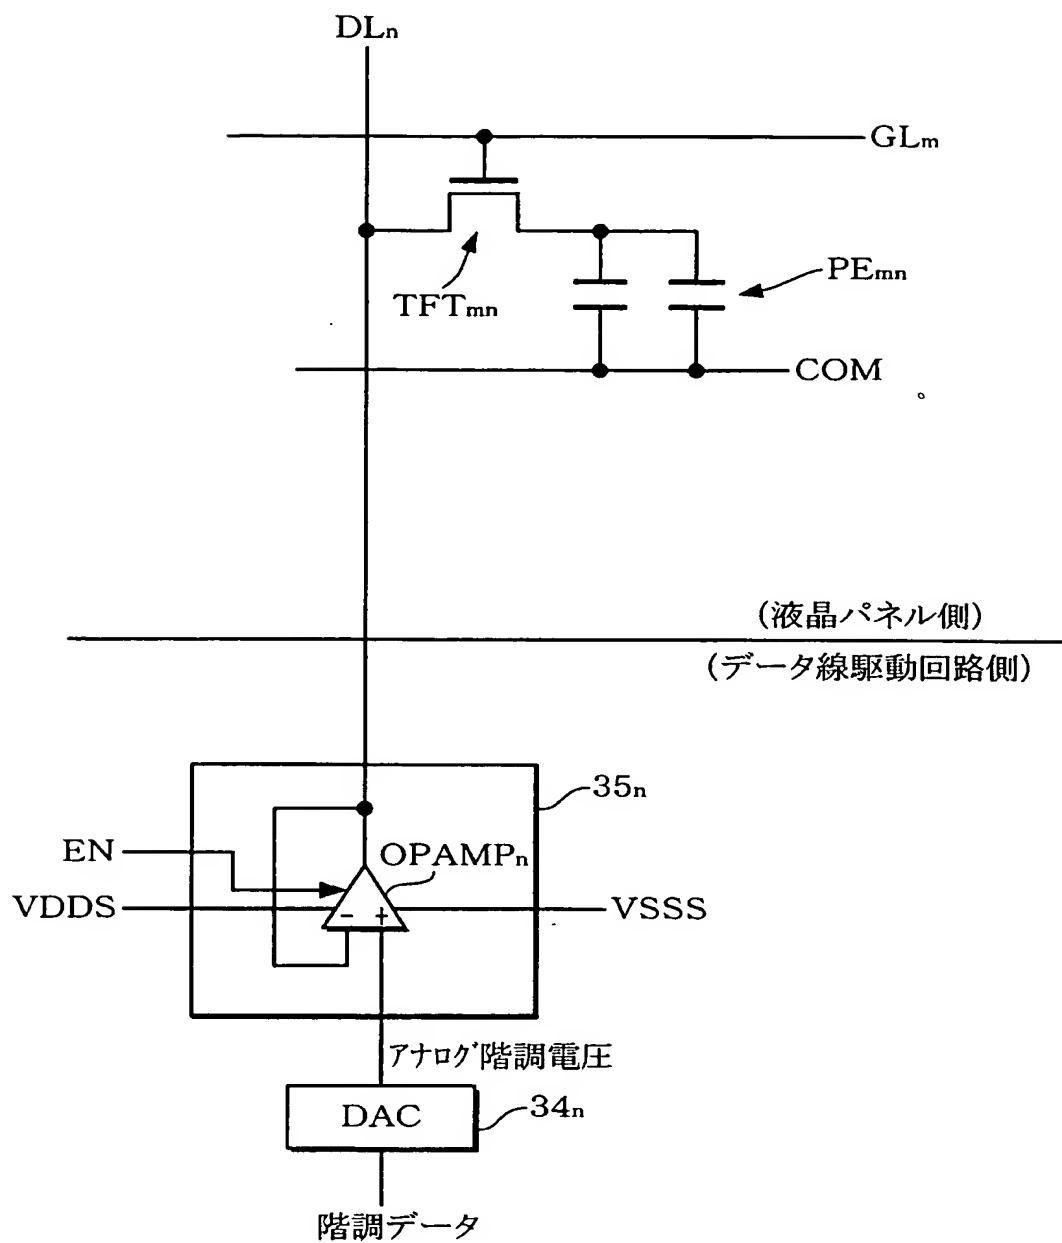 DLn
GLm
TFTmn
PEmn
COM
(液晶パネル側)
(データ線駆動回路側)
35n
EN
OPAMPn
VDDS
- +
VSSS
アナログ階調電圧
DAC
34n
階調データ